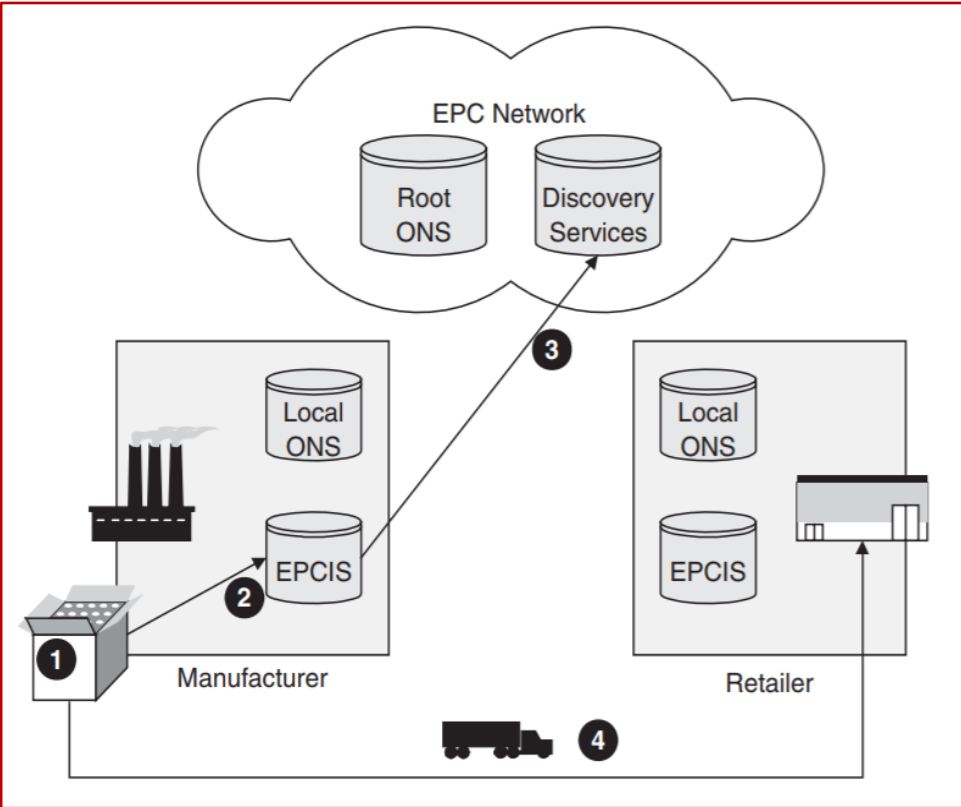 EPC Network
Root
ONS
Discovery
Services
3
Local
ONS
EPCIS
2
1
Manufacturer
Local
ONS
EPCIS
Retailer
4